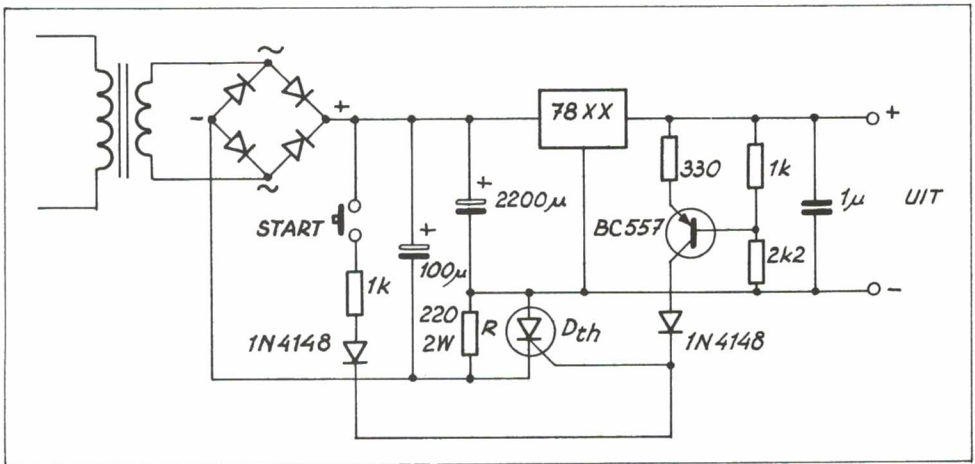 ~
-
+
~
START
1k
1N4148
+
100µ
+
2200µ
220
2W
R
Dth
78XX
330
1k
BC557
2k2
1N4148
1µ
+
UIT
-